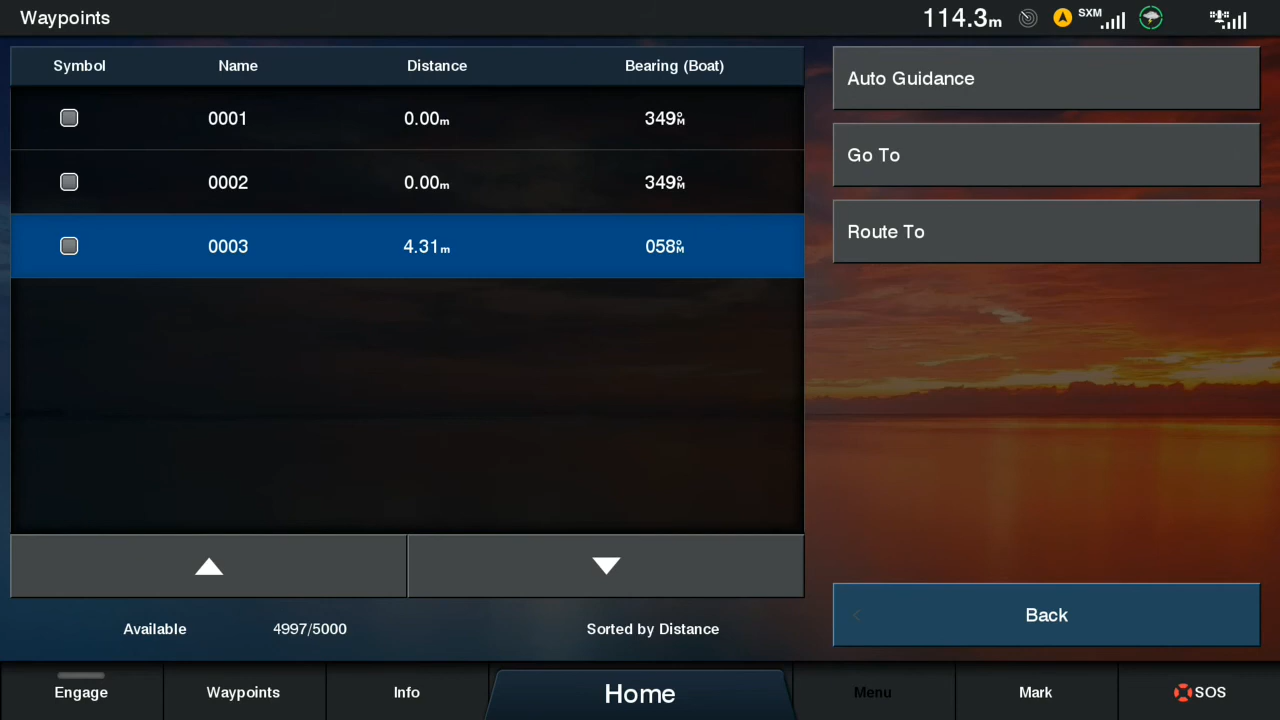 Waypoints
114.3m
SXM
Symbol Name Distance Bearing (Boat)
0001 0.00m 349°M
0002 0.00m 349°M
0003 4.31m 058°M
Available 4997/5000 Sorted by Distance
Auto Guidance
Go To
Route To
Back
Engage Waypoints Info Home Menu Mark SOS